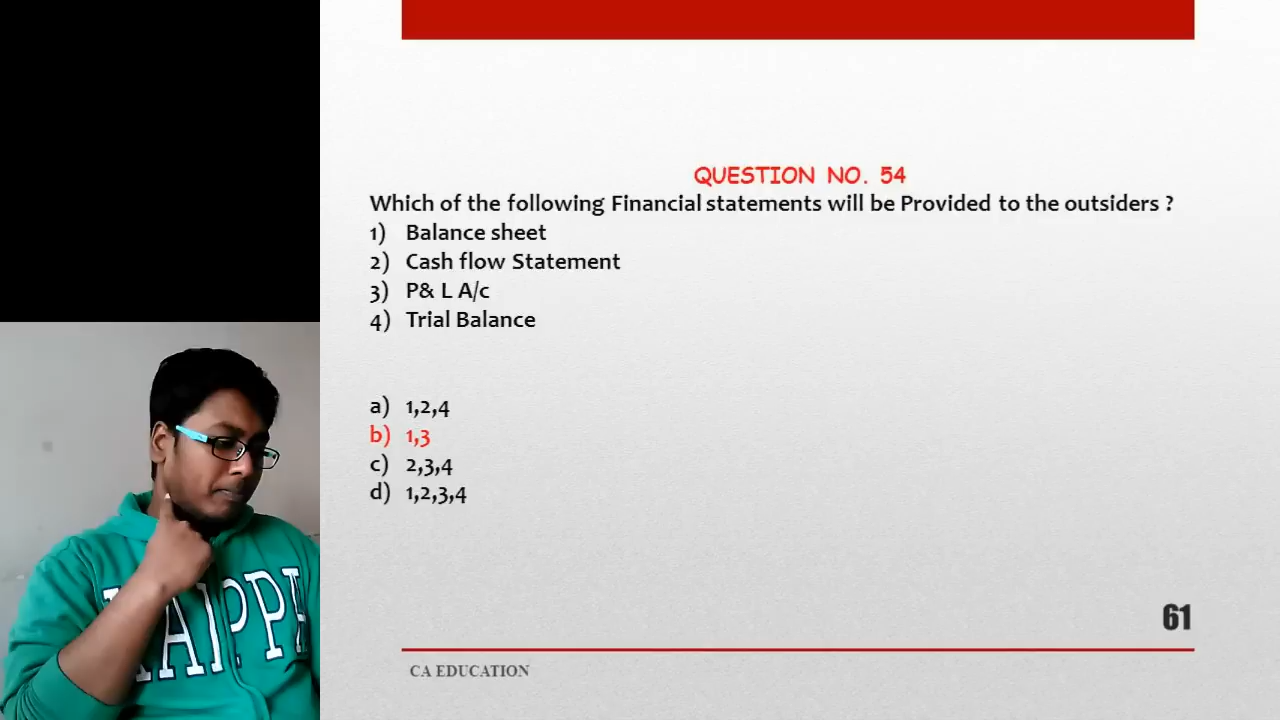 QUESTION NO. 54
Which of the following Financial statements will be Provided to the outsiders ?
1) Balance sheet
2) Cash flow Statement
3) P& L A/c
4) Trial Balance
a) 1,2,4
b) 1,3
c) 2,3,4
d) 1,2,3,4
61
CA EDUCATION